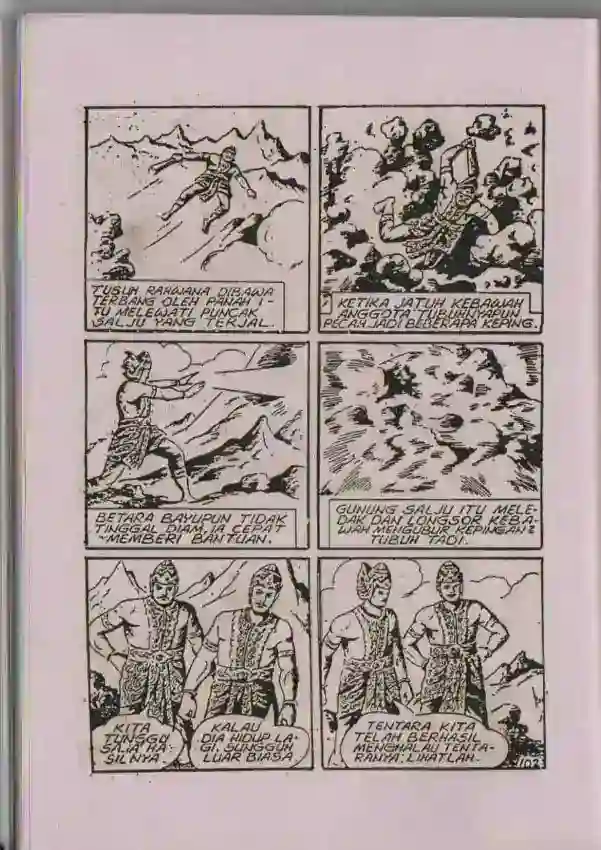 TUBUH RAHWANA DIBAWA
TERBANG OLEH PANAH I-
TU MELEWATI PUNCAK
SALJU YANG TERJAL.
KETIKA JATUH KEBAWAH
ANGGOTA TUBUHNYAPUN
PECAH JADI BEBERAPA KEPING.
BETARA BAYUPUN TIDAK
TINGGAL DIAM, IA CEPAT
MEMBERI BANTUAN.
GUNUNG SALJU ITU MELE-
DAK DAN LONGSOR KEBA-
WAH MENGUBUR KEPINGAN2
TUBUH TADI.
KITA
TUNGGU
SAJA HA-
SILNYA.
KALAU
DIA HIDUP LA-
GI. SUNGGUH
LUAR BIASA
TENTARA KITA
TELAH BERHASIL
MENGHALAU TENTA-
RANYA; LIHATLAH.
102